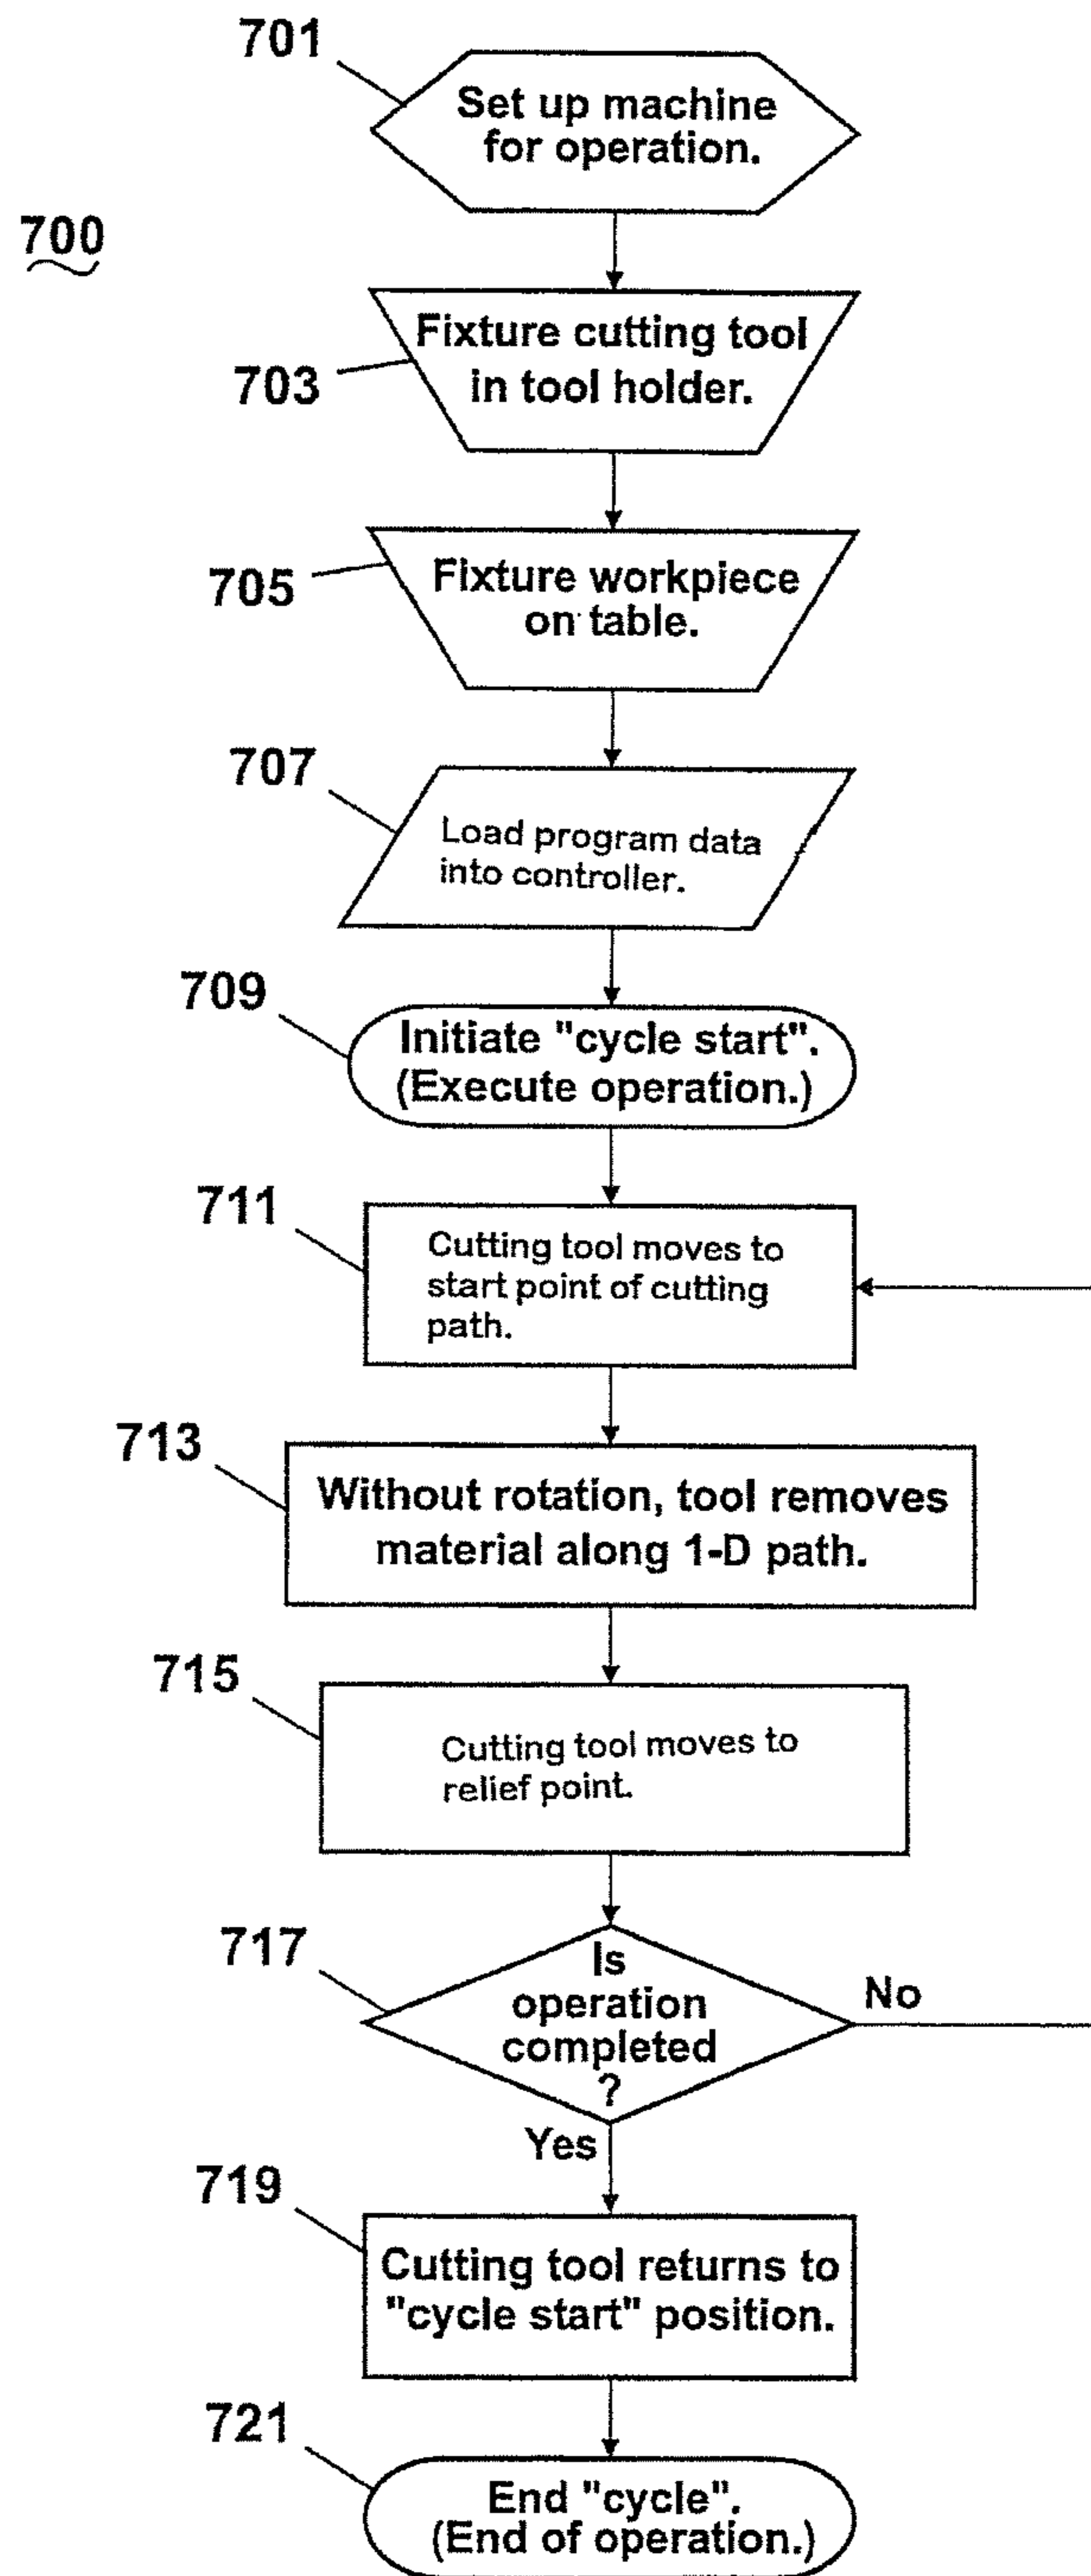 701
Set up machine
for operation.
700
Fixture cutting tool
in tool holder.
703
Fixture workpiece
on table.
705
707
Load program data
into controller.
709
Initiate "cycle start".
(Execute operation.)
711
Cutting tool moves to
start point of cutting
path.
713
Without rotation, tool removes
material along 1-D path.
715
Cutting tool moves to
relief point.
717
Is
operation
completed
?
No
Yes
719
Cutting tool returns to
"cycle start" position.
721
End "cycle".
(End of operation.)